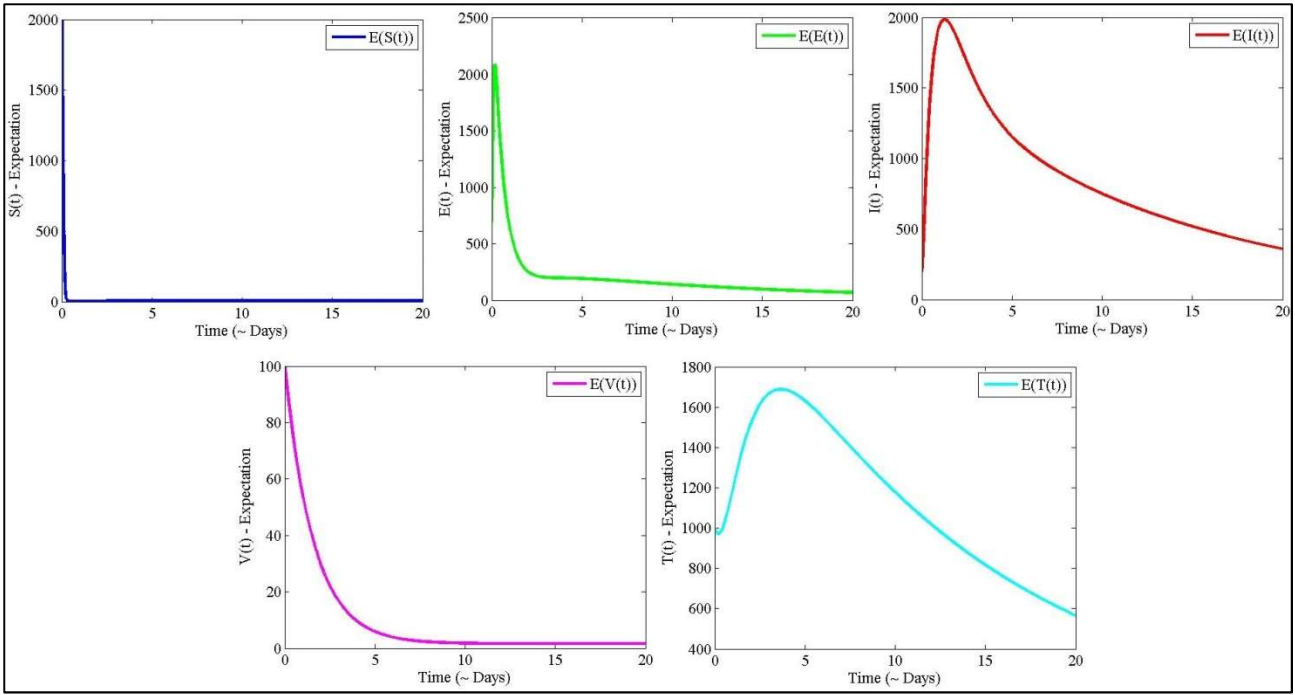 2000
1500
1000
500
0
S(t) - Expectation
E(S(t))
0 5 10 15 20
Time (~ Days)
2500
2000
1500
1000
500
0
E(t) - Expectation
E(E(t))
0 5 10 15 20
Time (~ Days)
2000
1500
1000
500
0
I(t) - Expectation
E(I(t))
0 5 10 15 20
Time (~ Days)
100
80
60
40
20
0
V(t) - Expectation
E(V(t))
0 5 10 15 20
Time (~ Days)
1800
1600
1400
1200
1000
800
600
400
T(t) - Expectation
E(T(t))
0 5 10 15 20
Time (~ Days)